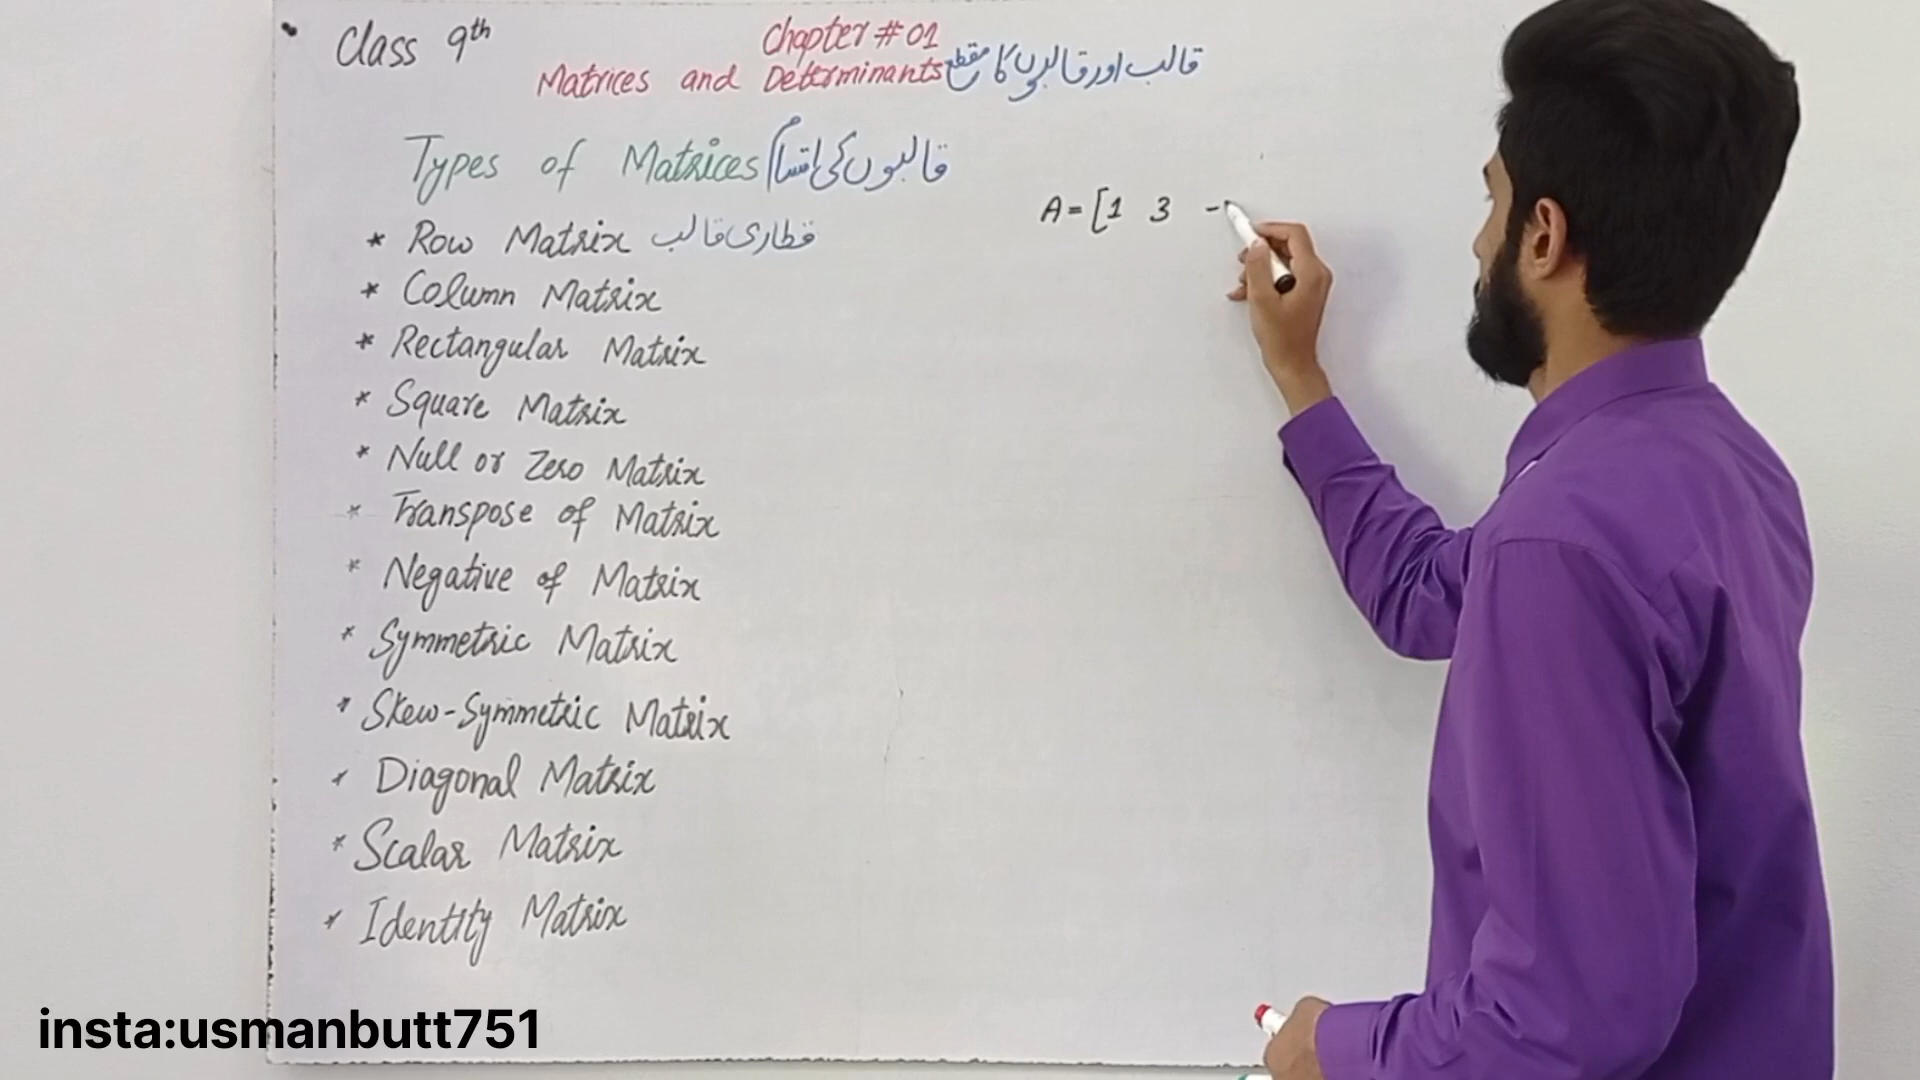 Class 9th
Chapter # 01
Matrices and Determinants قالب اور قالبوں کا مقطع
Types of Matrices قالبوں کی اقسام
* Row Matrix قطاری قالب
A = [1 3 -
* Column Matrix
* Rectangular Matrix
* Square Matrix
* Null or Zero Matrix
* Transpose of Matrix
* Negative of Matrix
* Symmetric Matrix
* Skew-Symmetric Matrix
* Diagonal Matrix
* Scalar Matrix
* Identity Matrix
insta:usmanbutt751